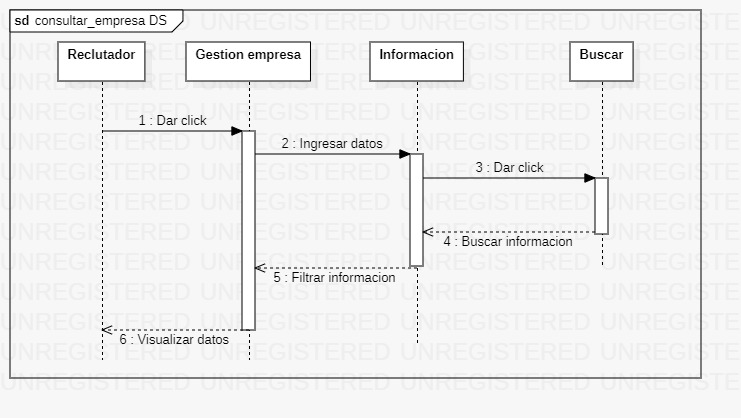 sd consultar_empresa DS
Reclutador
Gestion empresa
Informacion
Buscar
1 : Dar click
2 : Ingresar datos
3 : Dar click
4 : Buscar informacion
5 : Filtrar informacion
6 : Visualizar datos
UNREGISTERED UNREGISTERED UNREGISTERED UNREGISTERED